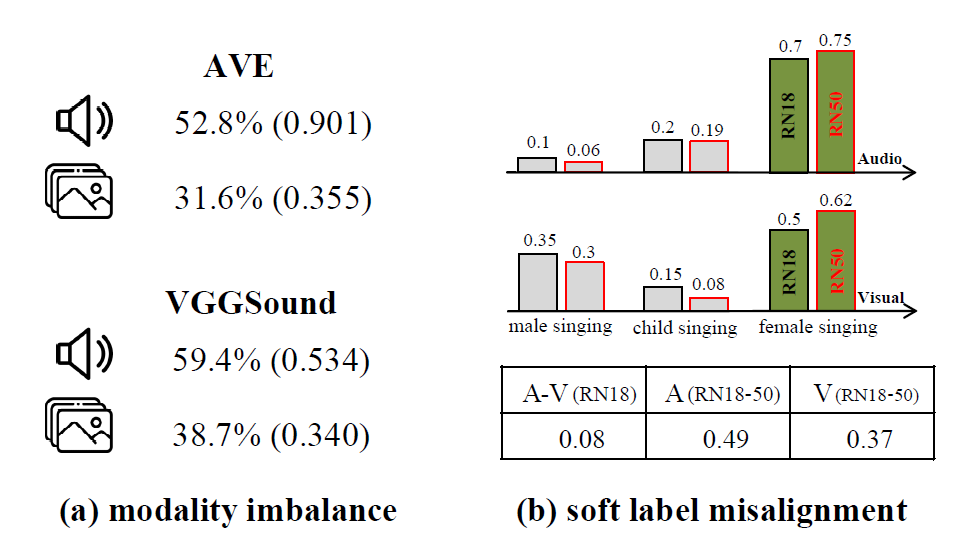 AVE
52.8% (0.901)
31.6% (0.355)
VGGSound
59.4% (0.534)
38.7% (0.340)
(a) modality imbalance
0.1 0.06 0.2 0.19 0.7 0.75
RN18 RN50
Audio
0.35 0.3 0.15 0.08 0.5 0.62
RN18 RN50
Visual
male singing child singing female singing
A-V (RN18) A (RN18-50) V (RN18-50)
0.08 0.49 0.37
(b) soft label misalignment